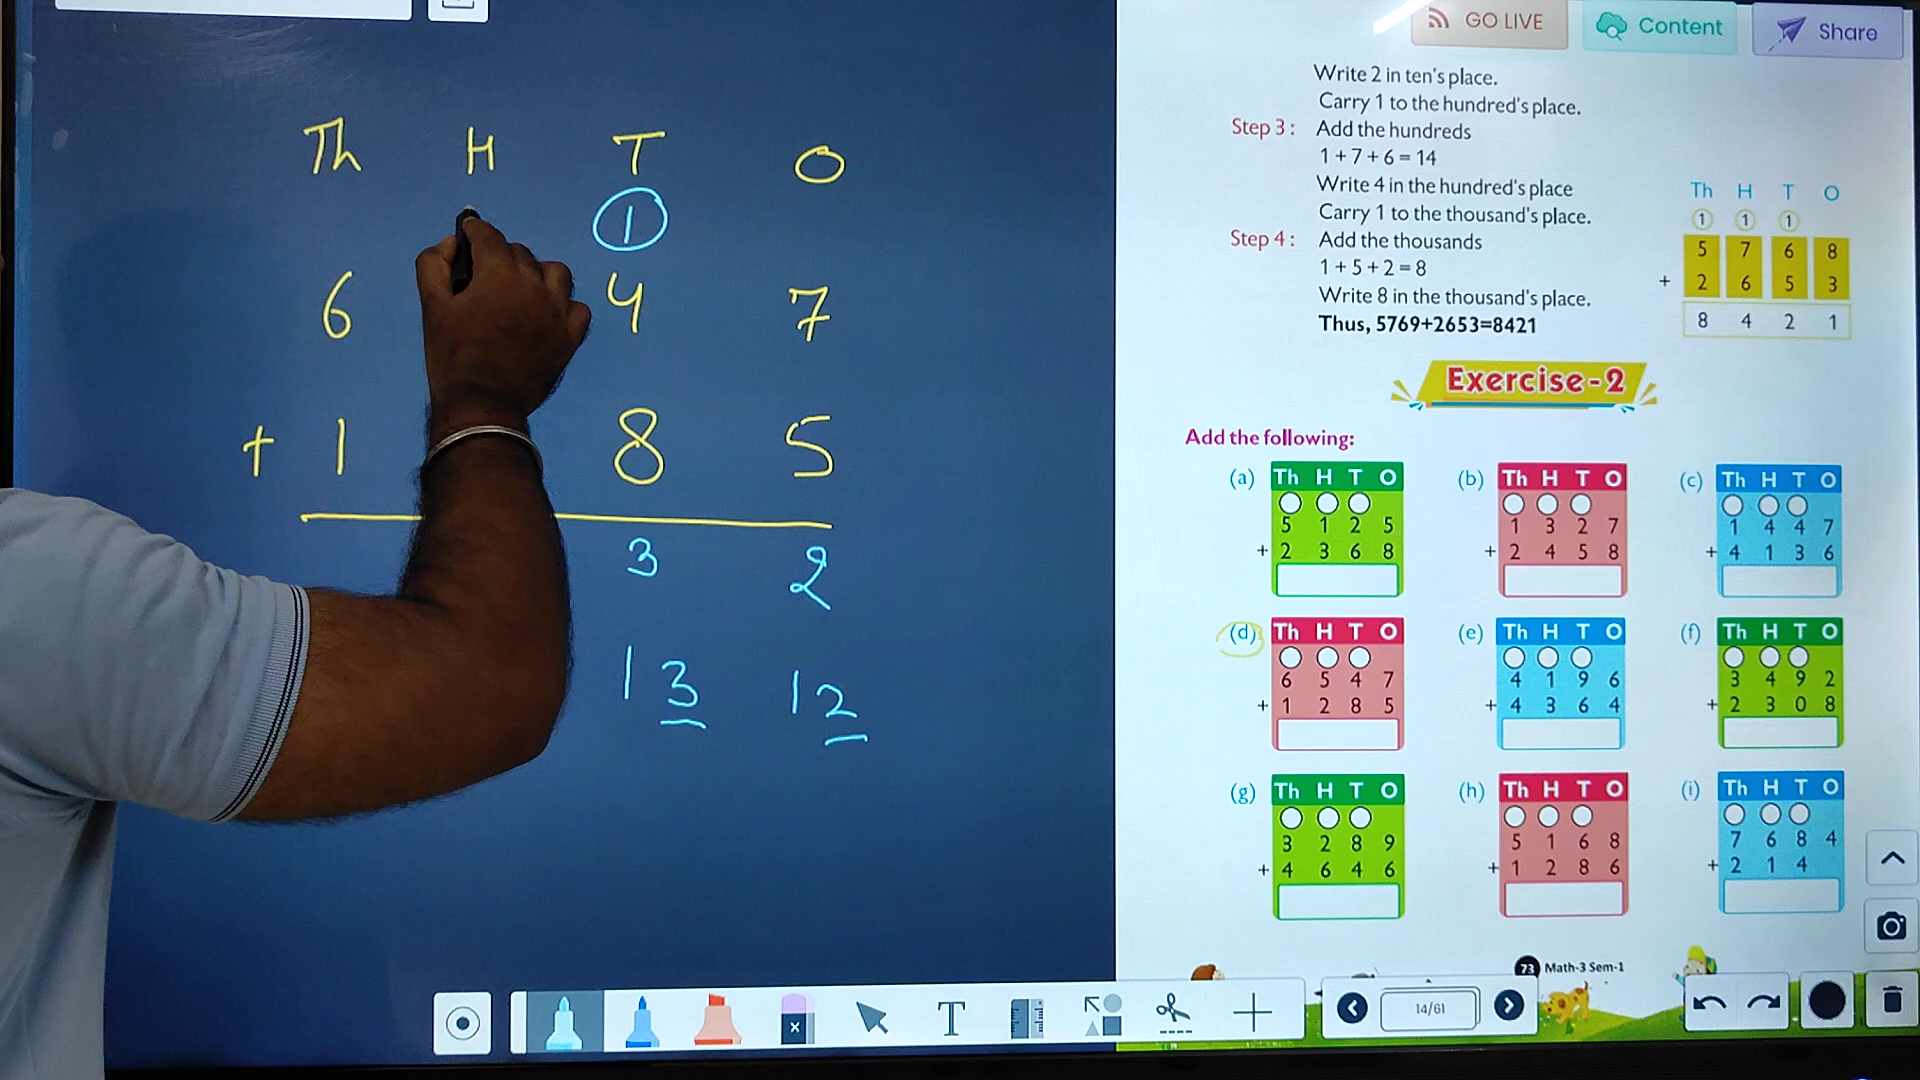 Th H T O
1
6 4 7
+ 1 8 5
3 2
13 12
GO LIVE
Content
Share
Write 2 in ten's place.
Carry 1 to the hundred's place.
Step 3 : Add the hundreds
1 + 7 + 6 = 14
Write 4 in the hundred's place
Carry 1 to the thousand's place.
Step 4 : Add the thousands
1 + 5 + 2 = 8
Write 8 in the thousand's place.
Thus, 5769+2653=8421
Th H T O
1 1 1
5 7 6 8
+ 2 6 5 3
8 4 2 1
Exercise-2
Add the following:
(a) Th H T O
5 1 2 5
+ 2 3 6 8
(b) Th H T O
1 3 2 7
+ 2 4 5 8
(c) Th H T O
1 4 4 7
+ 4 1 3 6
(d) Th H T O
6 5 4 7
+ 1 2 8 5
(e) Th H T O
4 1 9 6
+ 4 3 6 4
(f) Th H T O
3 4 9 2
+ 2 3 0 8
(g) Th H T O
3 2 8 9
+ 4 6 4 6
(h) Th H T O
5 1 6 8
+ 1 2 8 6
(i) Th H T O
7 6 8 4
+ 2 1 4
73 Math-3 Sem-1
T
14/61